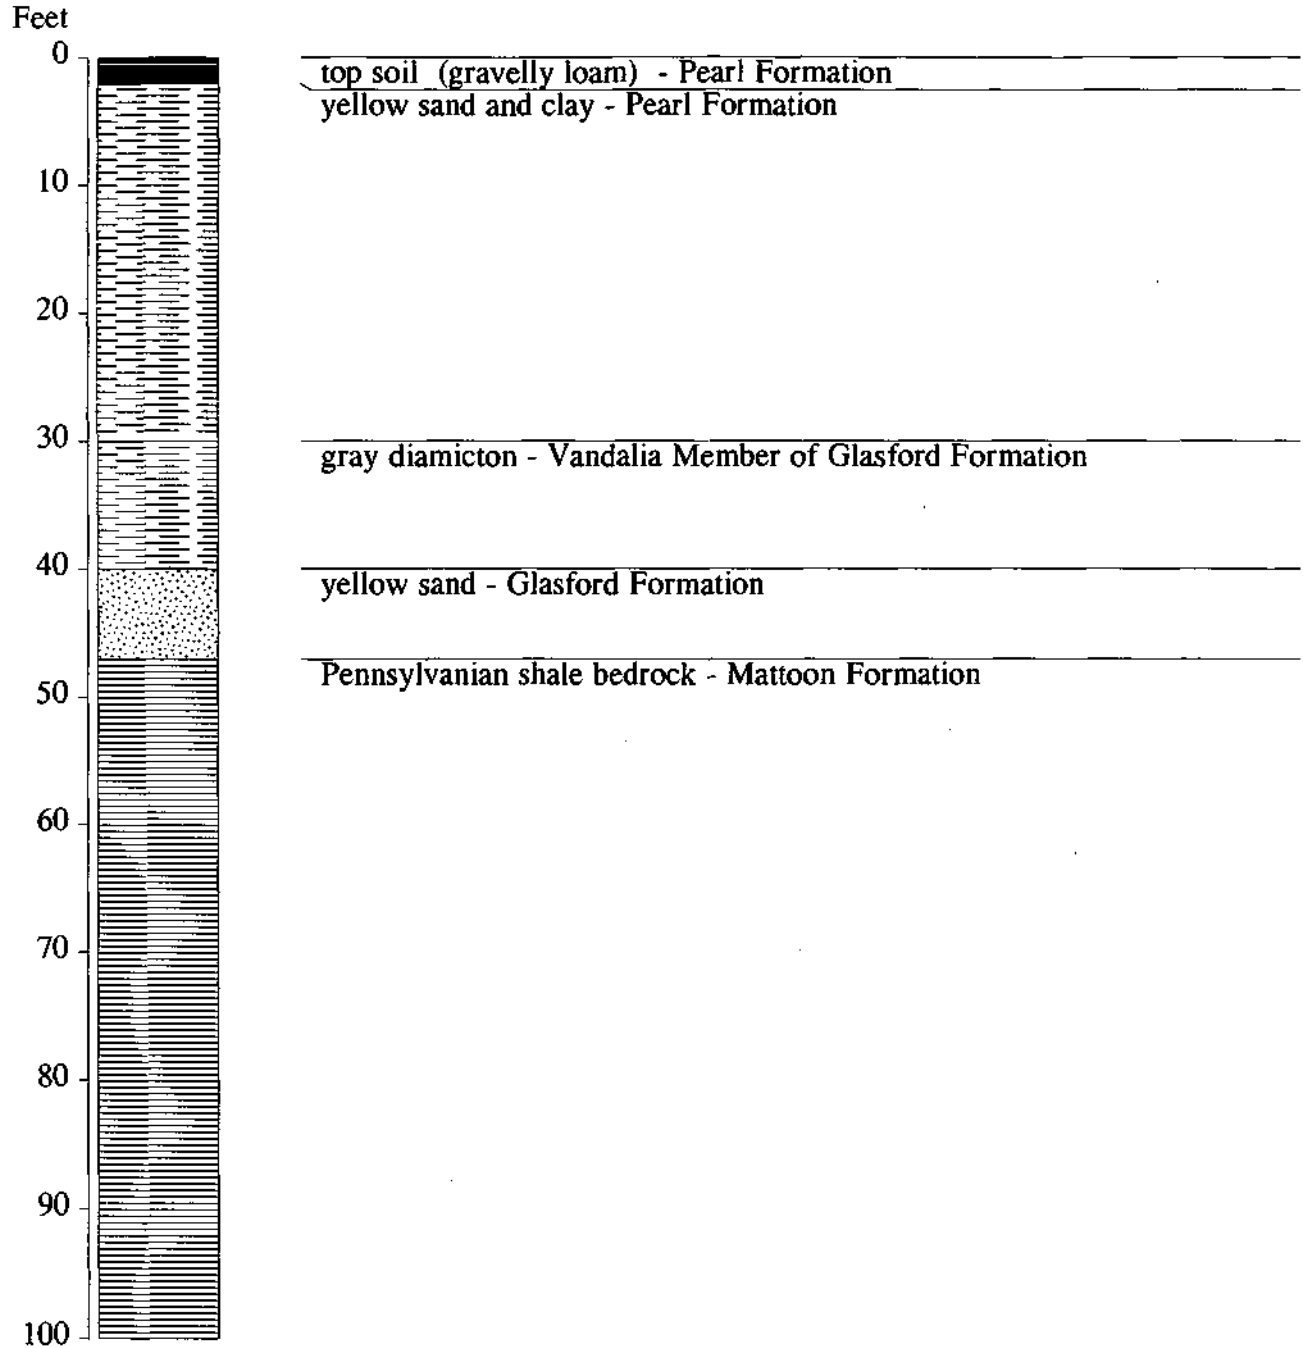 Feet
0
top soil (gravelly loam) - Pearl Formation
yellow sand and clay - Pearl Formation
10
20
30
gray diamicton - Vandalia Member of Glasford Formation
40
yellow sand - Glasford Formation
Pennsylvanian shale bedrock - Mattoon Formation
50
60
70
80
90
100